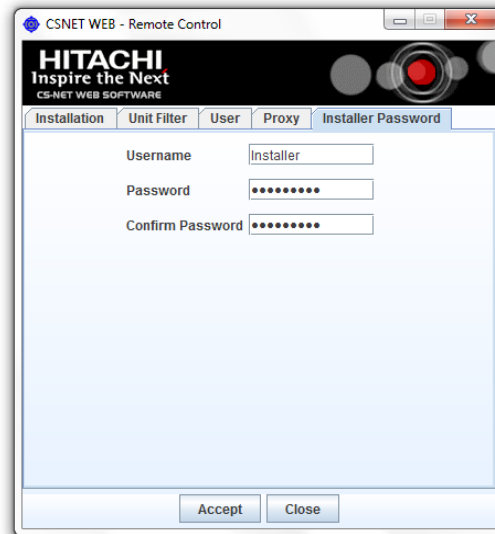 CSNET WEB - Remote Control
HITACHI
Inspire the Next
CS-NET WEB SOFTWARE
Installation Unit Filter User Proxy Installer Password
Username Installer
Password •••••••••
Confirm Password •••••••••
Accept Close